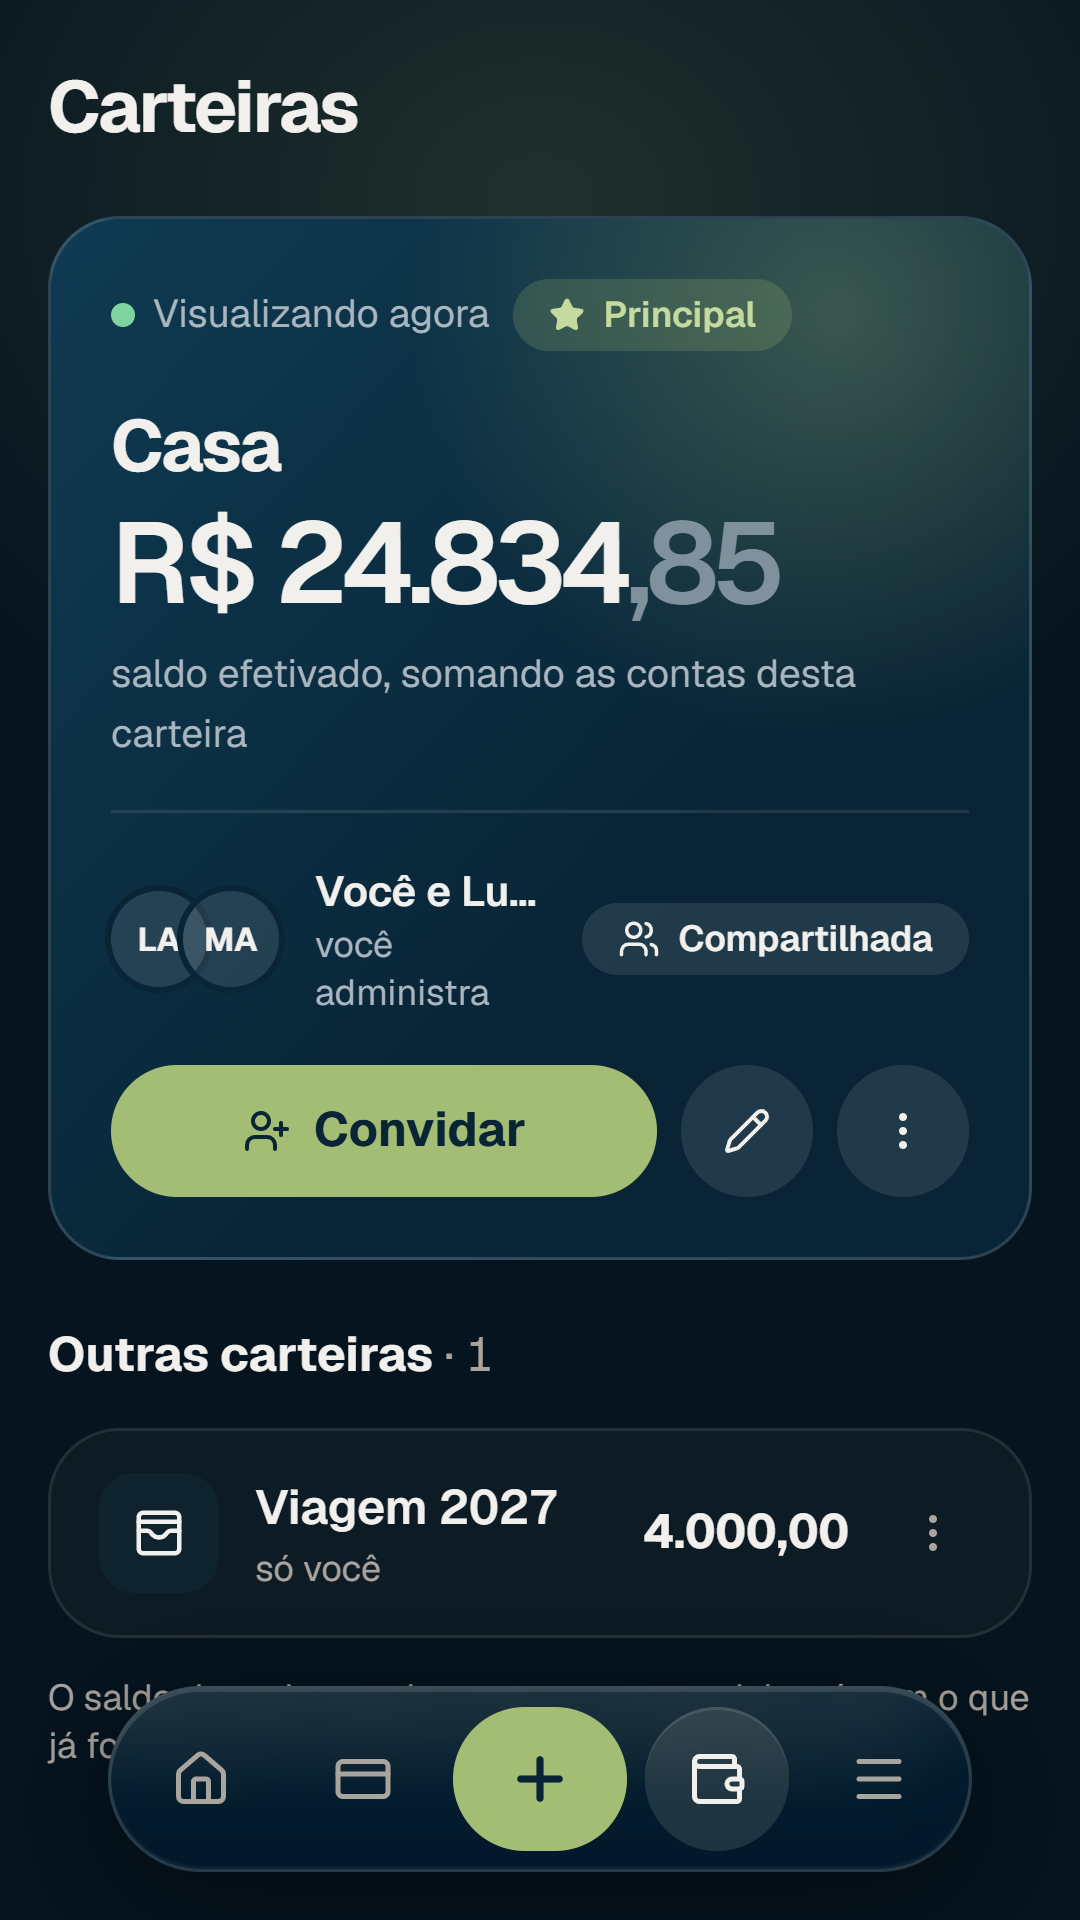 Carteiras
Visualizando agora
Principal
Casa
R$ 24.834,85
saldo efetivado, somando as contas desta
carteira
LA
MA
Você e Lu...
você
administra
Compartilhada
Convidar
Outras carteiras · 1
Viagem 2027
só você
4.000,00
O o que
já